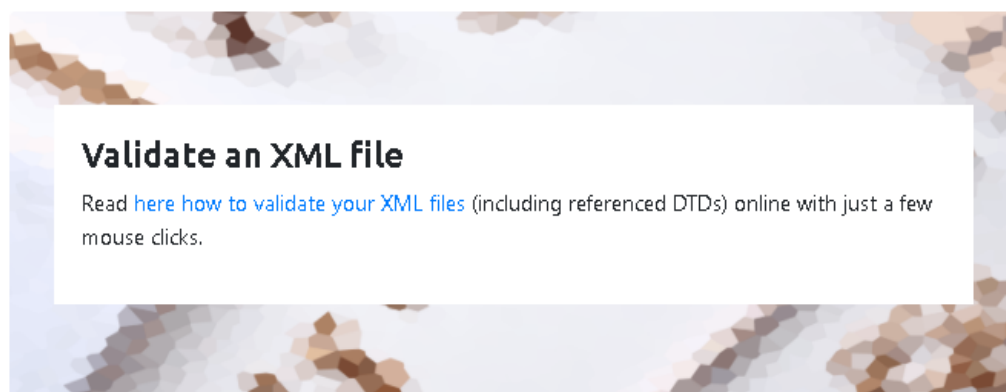 Validate an XML file
Read here how to validate your XML files (including referenced DTDs) online with just a few
mouse clicks.